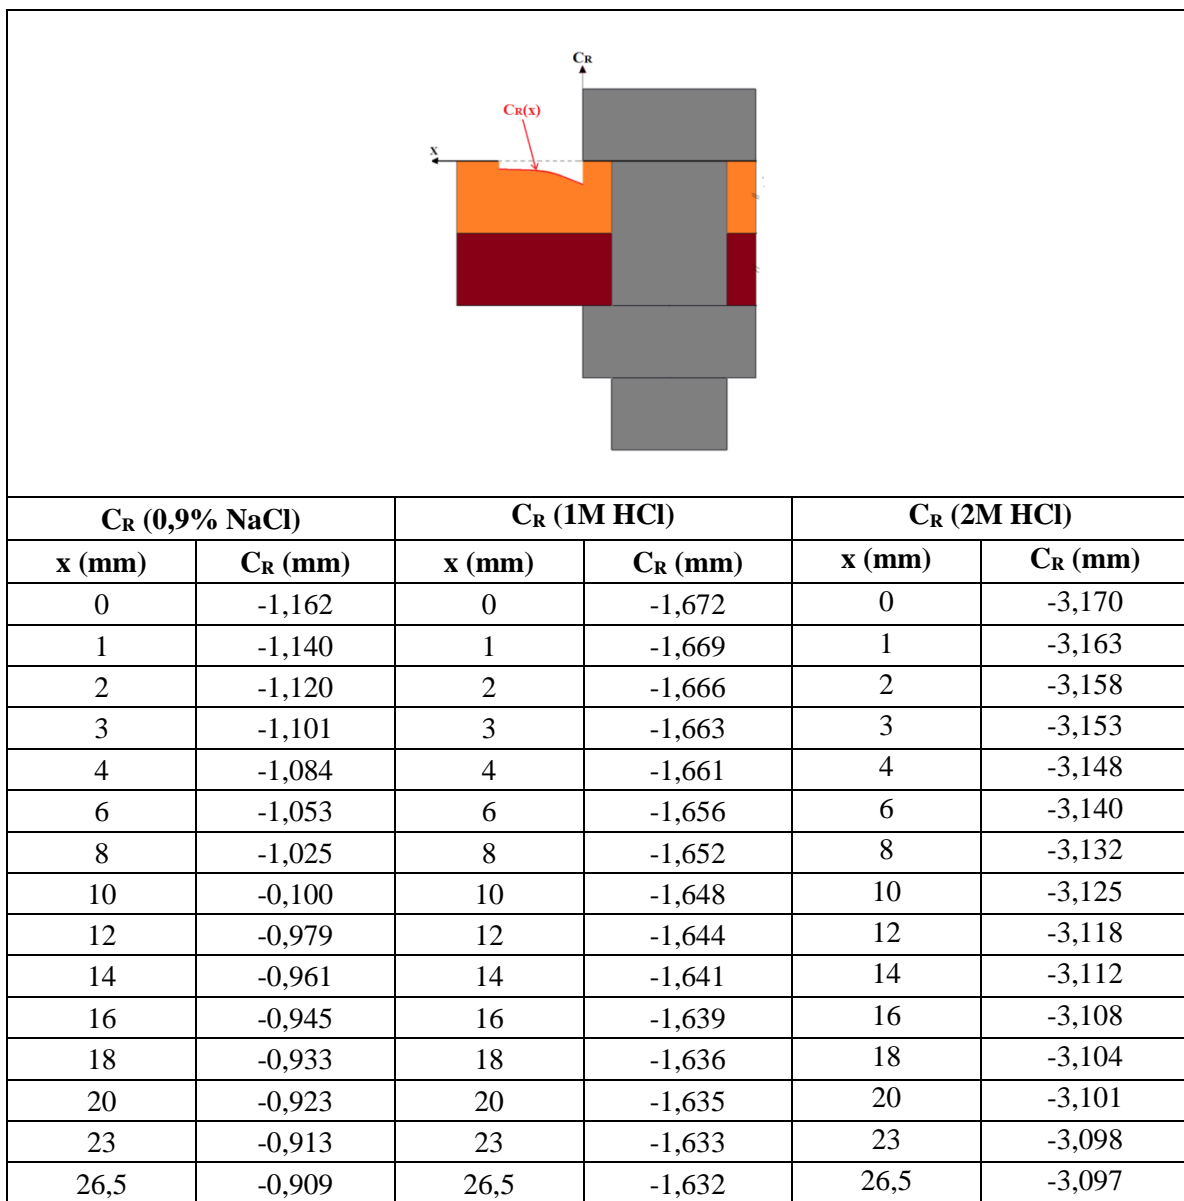 CR
CR(x)
x
CR (0,9% NaCl) CR (1M HCl) CR (2M HCl)
x (mm) CR (mm) x (mm) CR (mm) x (mm) CR (mm)
0 -1,162 0 -1,672 0 -3,170
1 -1,140 1 -1,669 1 -3,163
2 -1,120 2 -1,666 2 -3,158
3 -1,101 3 -1,663 3 -3,153
4 -1,084 4 -1,661 4 -3,148
6 -1,053 6 -1,656 6 -3,140
8 -1,025 8 -1,652 8 -3,132
10 -0,100 10 -1,648 10 -3,125
12 -0,979 12 -1,644 12 -3,118
14 -0,961 14 -1,641 14 -3,112
16 -0,945 16 -1,639 16 -3,108
18 -0,933 18 -1,636 18 -3,104
20 -0,923 20 -1,635 20 -3,101
23 -0,913 23 -1,633 23 -3,098
26,5 -0,909 26,5 -1,632 26,5 -3,097